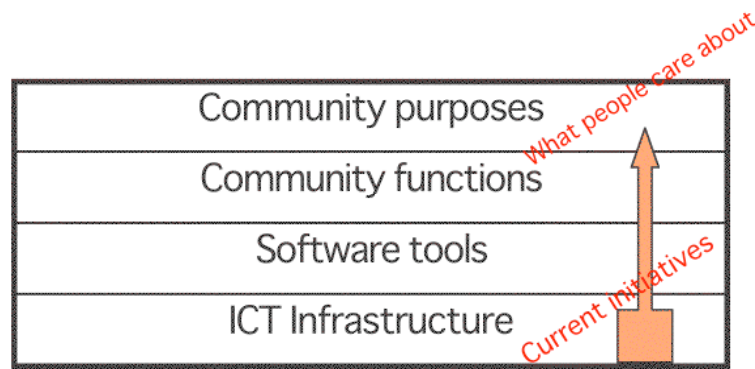 What people care about
Community purposes
Community functions
Software tools
Current initiatives
ICT Infrastructure